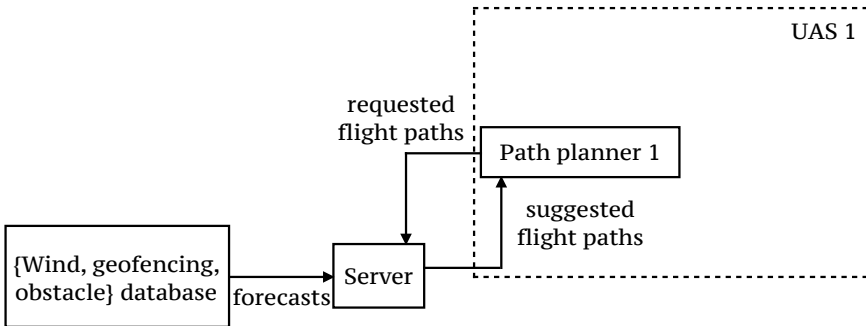 UAS 1
requested
flight paths
Path planner 1
suggested
flight paths
{Wind, geofencing,
obstacle} database
forecasts
Server